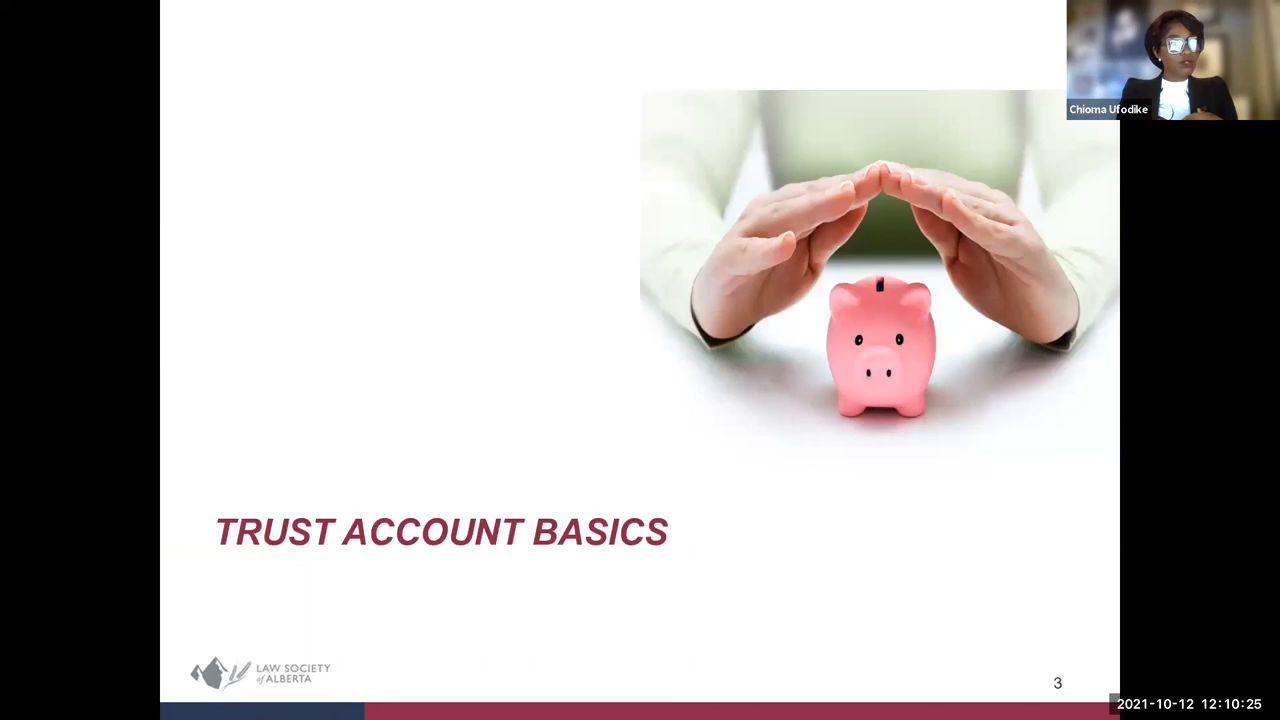 Chioma Ufodike
TRUST ACCOUNT BASICS
LAW SOCIETY
of ALBERTA
3
2021-10-12 12:10:25